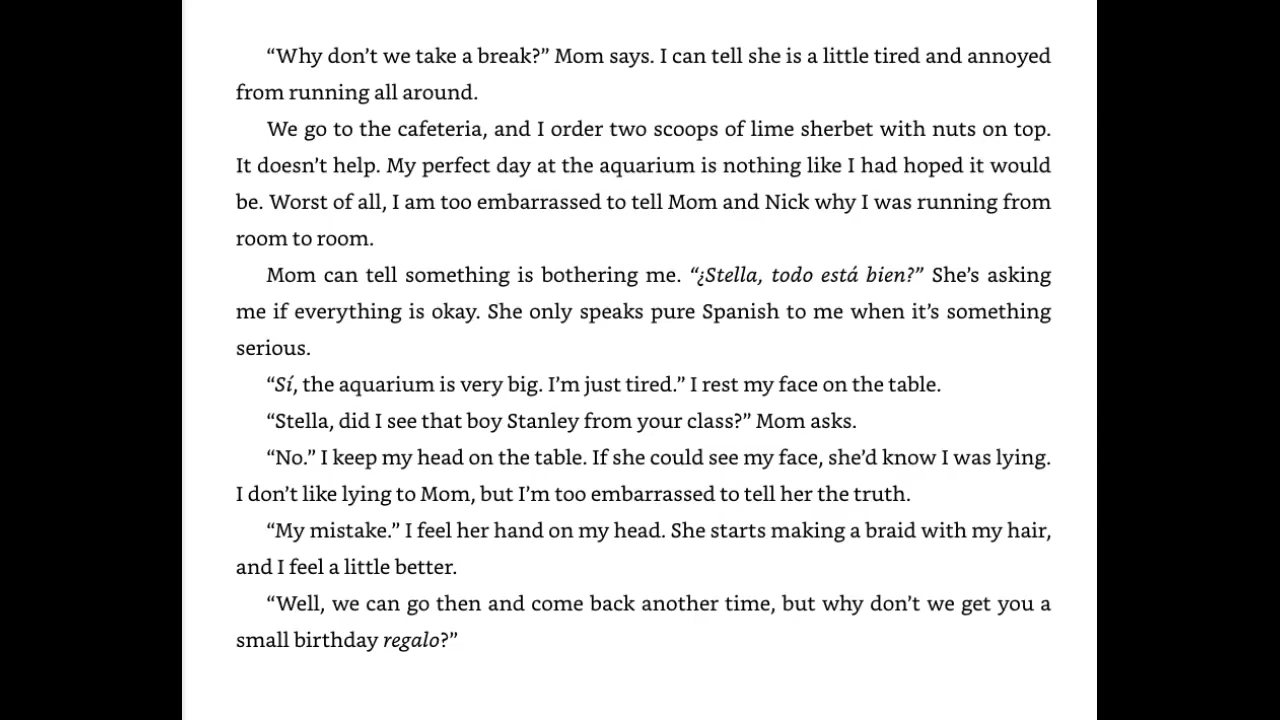 “Why don’t we take a break?” Mom says. I can tell she is a little tired and annoyed
from running all around.
We go to the cafeteria, and I order two scoops of lime sherbet with nuts on top.
It doesn’t help. My perfect day at the aquarium is nothing like I had hoped it would
be. Worst of all, I am too embarrassed to tell Mom and Nick why I was running from
room to room.
Mom can tell something is bothering me. “¿Stella, todo está bien?” She’s asking
me if everything is okay. She only speaks pure Spanish to me when it’s something
serious.
“Sí, the aquarium is very big. I’m just tired.” I rest my face on the table.
“Stella, did I see that boy Stanley from your class?” Mom asks.
“No.” I keep my head on the table. If she could see my face, she’d know I was lying.
I don’t like lying to Mom, but I’m too embarrassed to tell her the truth.
“My mistake.” I feel her hand on my head. She starts making a braid with my hair,
and I feel a little better.
“Well, we can go then and come back another time, but why don’t we get you a
small birthday regalo?”